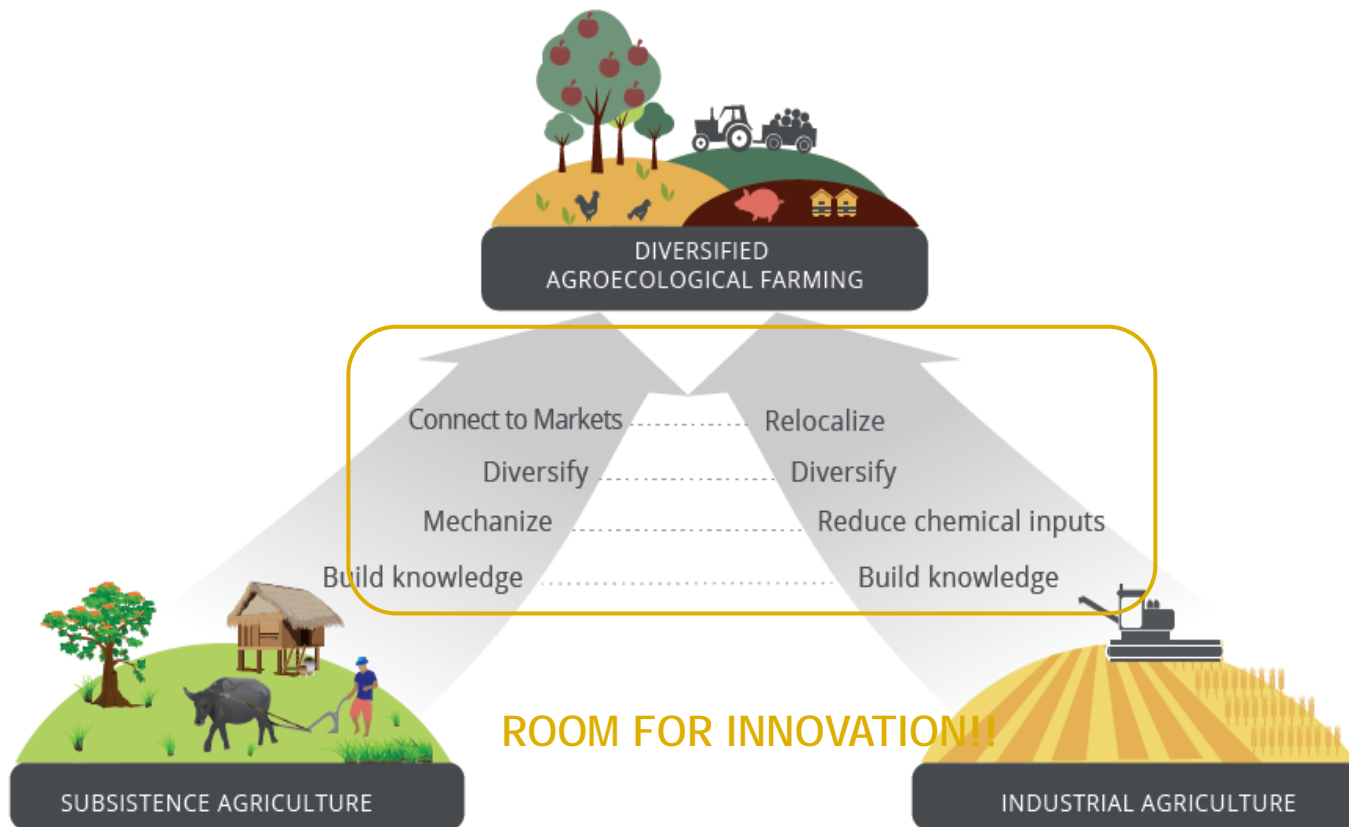 DIVERSIFIED
AGROECOLOGICAL FARMING
Connect to Markets
Relocalize
Diversify
Diversify
Mechanize
Reduce chemical inputs
Build knowledge
Build knowledge
ROOM FOR INNOVATION!!
SUBSISTENCE AGRICULTURE
INDUSTRIAL AGRICULTURE